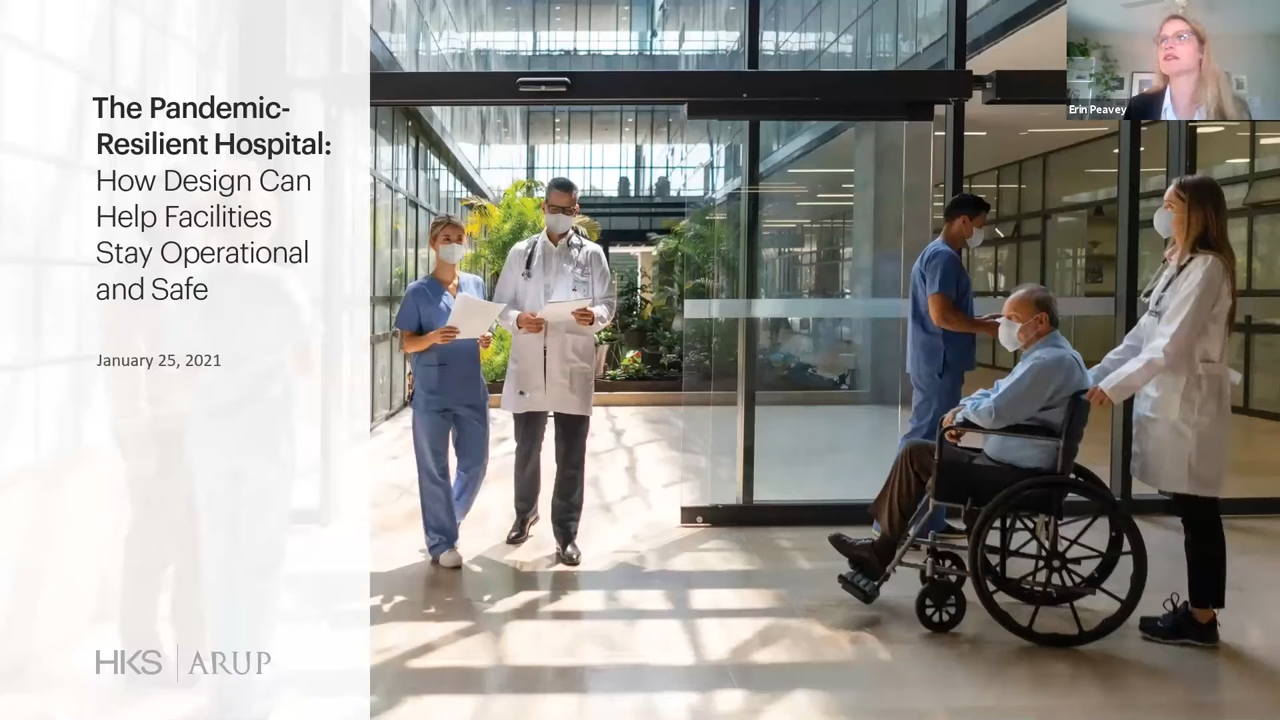 The Pandemic-
Resilient Hospital:
How Design Can
Help Facilities
Stay Operational
and Safe
January 25, 2021
HKS | ARUP
Erin Peavey